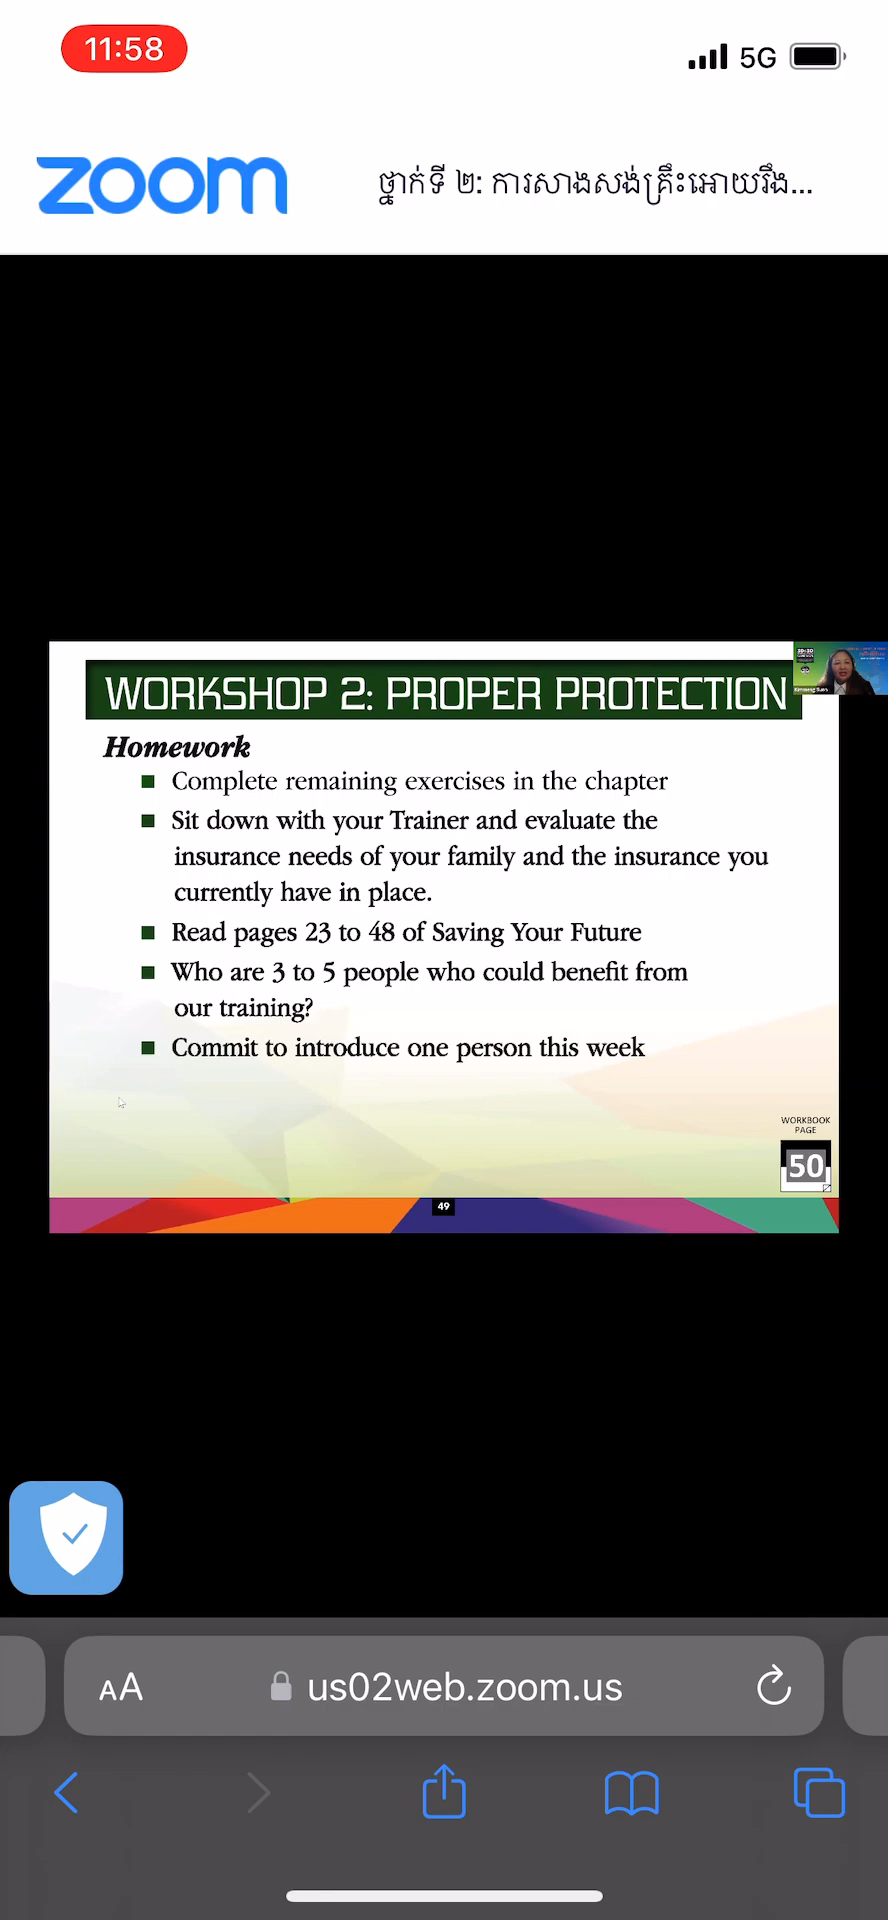 11:58
5G
zoom
ថ្នាក់ទី ២: ការសាងសង់គ្រឹះអោយរឹង...
WORKSHOP 2: PROPER PROTECTION
Homework
Complete remaining exercises in the chapter
Sit down with your Trainer and evaluate the
insurance needs of your family and the insurance you
currently have in place.
Read pages 23 to 48 of Saving Your Future
Who are 3 to 5 people who could benefit from
our training?
Commit to introduce one person this week
WORKBOOK
PAGE
50
49
AA
us02web.zoom.us